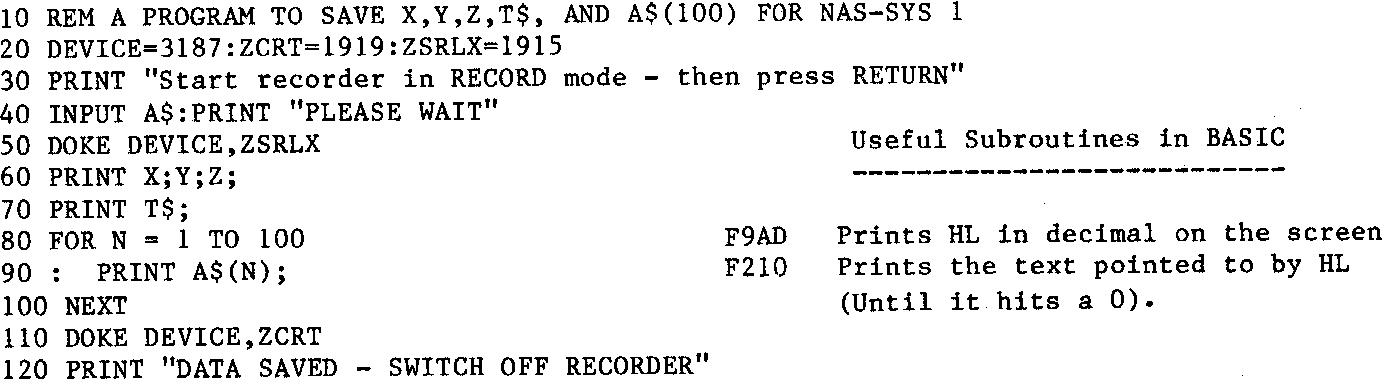 10 REM A PROGRAM TO SAVE X,Y,Z,T$, AND A$(100) FOR NAS-SYS 1
20 DEVICE=3187:ZCRT=1919:ZSRLX=1915
30 PRINT "Start recorder in RECORD mode - then press RETURN"
40 INPUT A$:PRINT "PLEASE WAIT"
50 DOKE DEVICE,ZSRLX
60 PRINT X;Y;Z;
70 PRINT T$;
80 FOR N = 1 TO 100
90 :  PRINT A$(N);
100 NEXT
110 DOKE DEVICE,ZCRT
120 PRINT "DATA SAVED - SWITCH OFF RECORDER"
Useful Subroutines in BASIC
---------------------------
F9AD Prints HL in decimal on the screen
F210 Prints the text pointed to by HL
(Until it hits a 0).